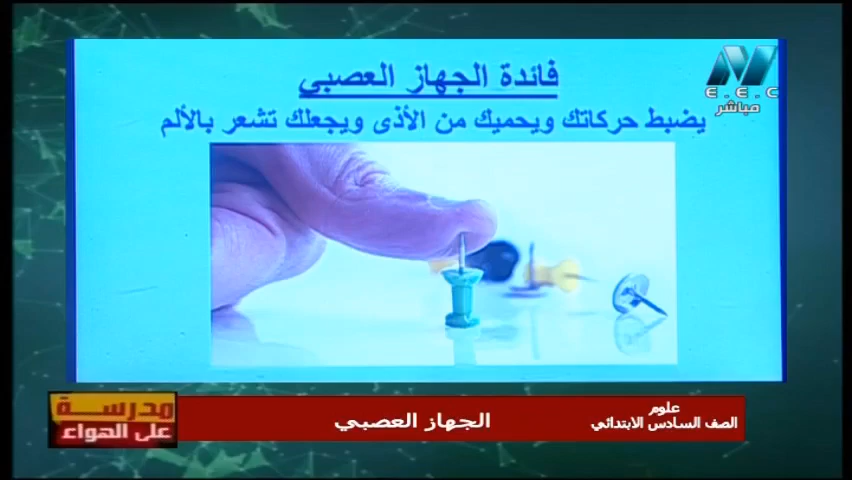 فائدة الجهاز العصبي
يضبط حركاتك ويحميك من الأذى ويجعلك تشعر بالألم
E.E.C
مباشر
مدرسة
على الهواء
الجهاز العصبي
علوم
الصف السادس الابتدائي